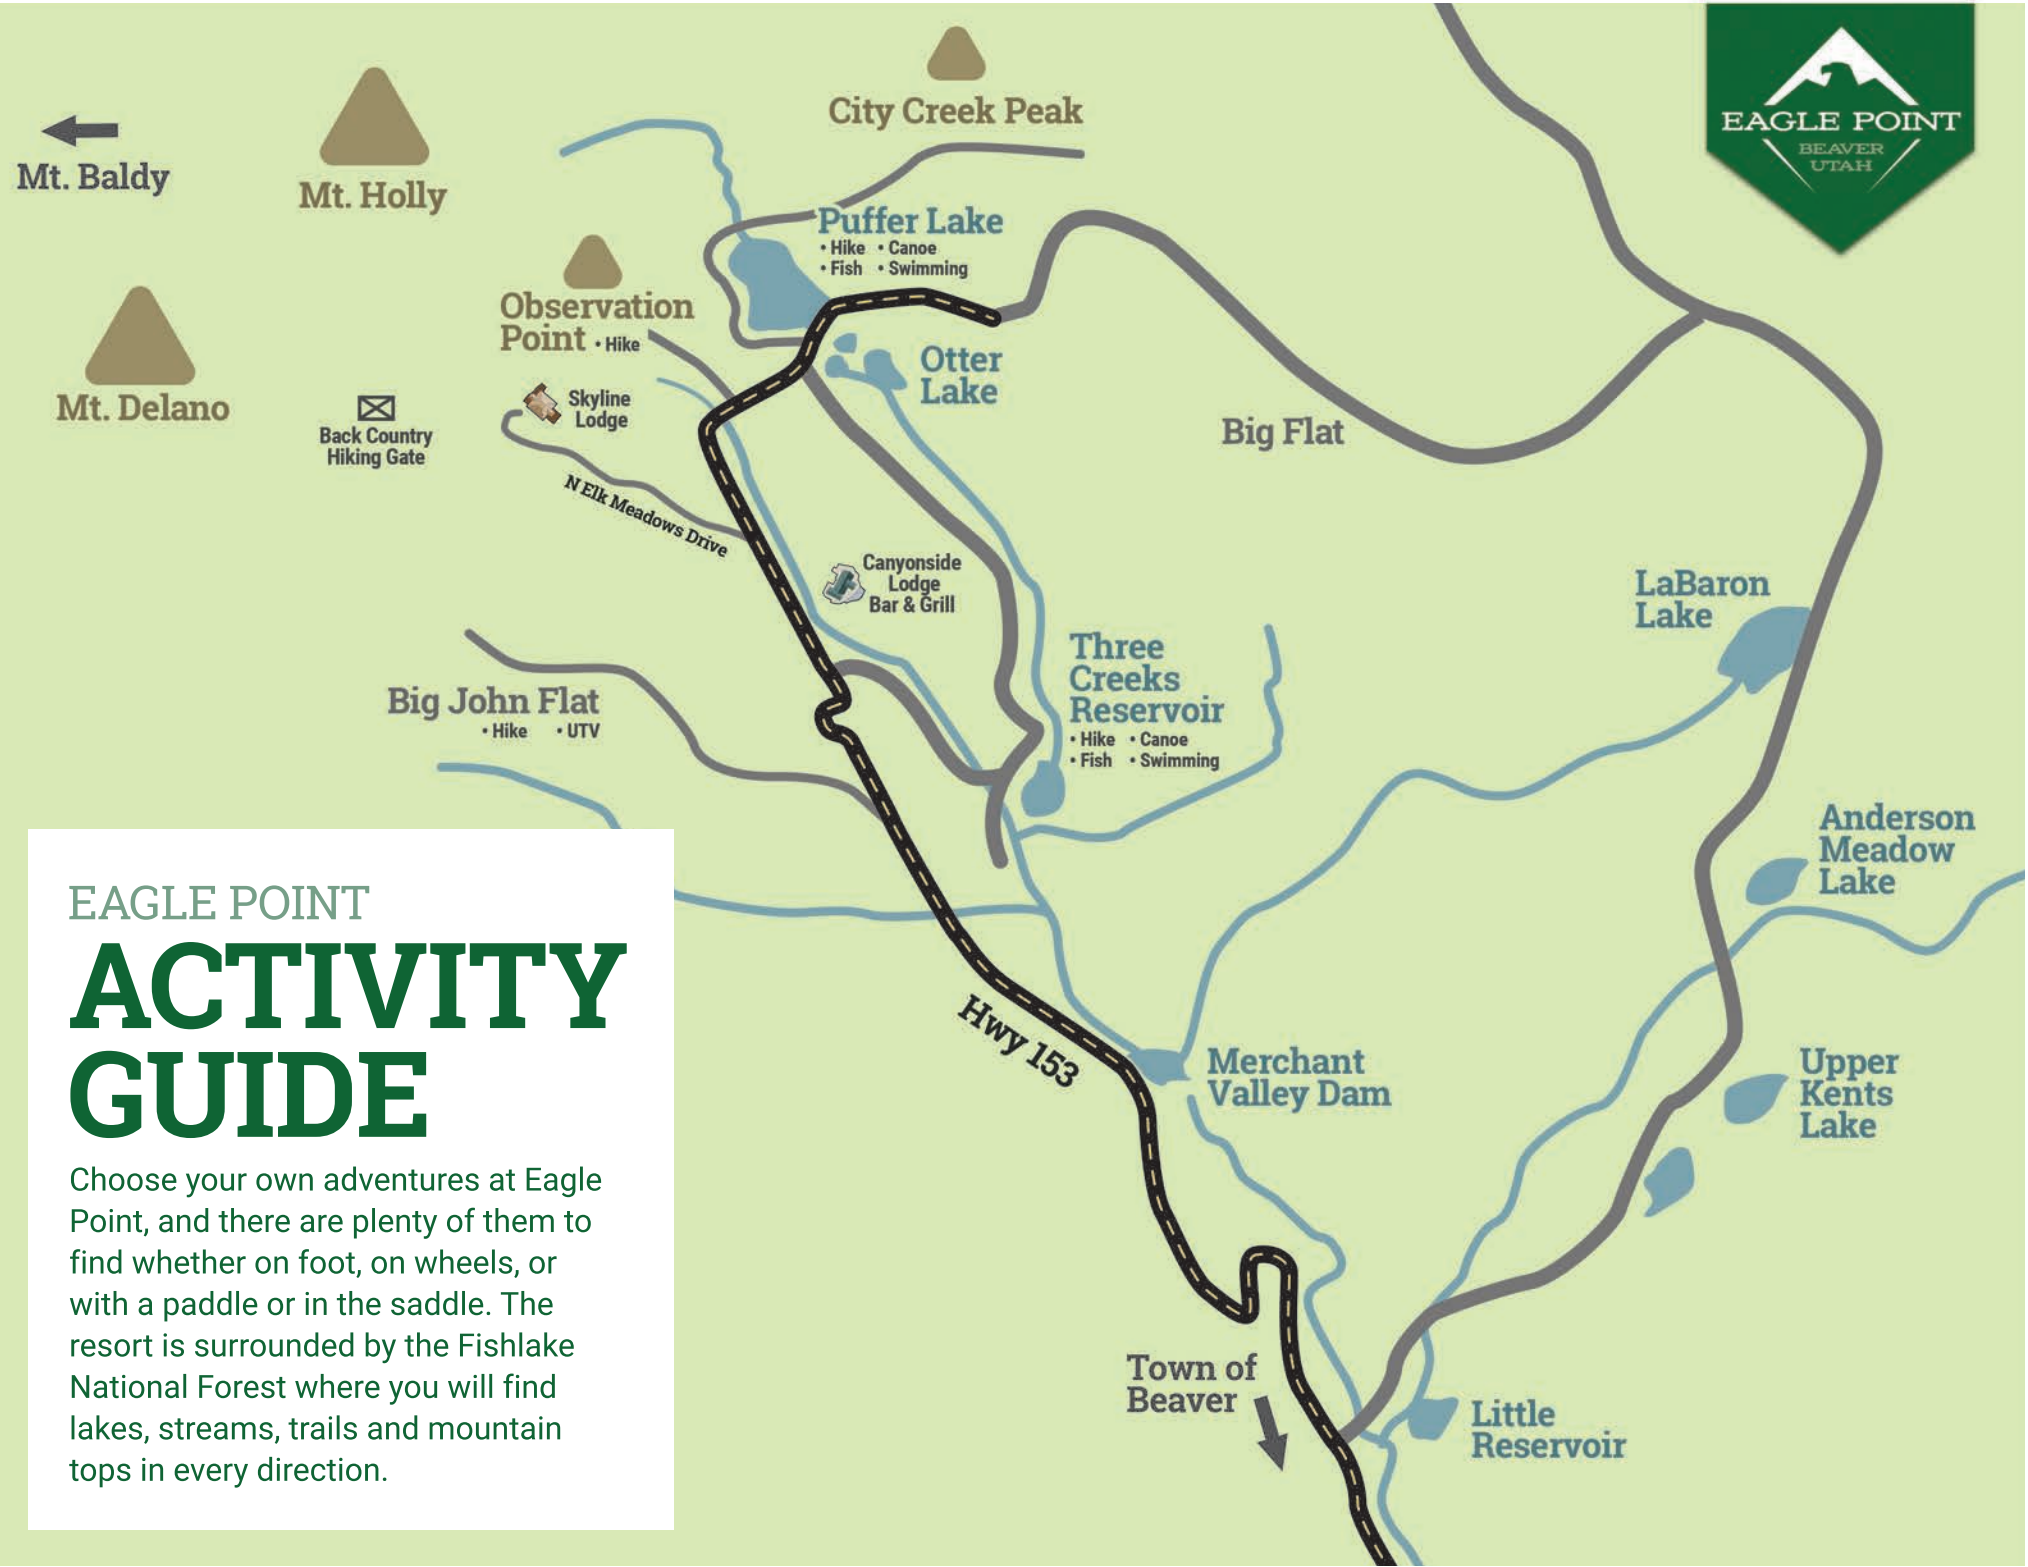 City Creek Peak
EAGLE POINT
BEAVER
UTAH
Mt. Baldy
Mt. Holly
Puffer Lake
• Hike • Canoe
• Fish • Swimming
Observation
Point • Hike
Otter
Lake
Mt. Delano
Skyline
Lodge
Back Country
Hiking Gate
Big Flat
N Elk Meadows Drive
Canyonside
Lodge
Bar & Grill
LaBaron
Lake
Three
Creeks
Reservoir
• Hike • Canoe
• Fish • Swimming
Big John Flat
• Hike • UTV
Anderson
Meadow
Lake
EAGLE POINT
ACTIVITY
GUIDE
Choose your own adventures at Eagle
Point, and there are plenty of them to
find whether on foot, on wheels, or
with a paddle or in the saddle. The
resort is surrounded by the Fishlake
National Forest where you will find
lakes, streams, trails and mountain
tops in every direction.
Hwy 153
Merchant
Valley Dam
Upper
Kents
Lake
Town of
Beaver
Little
Reservoir